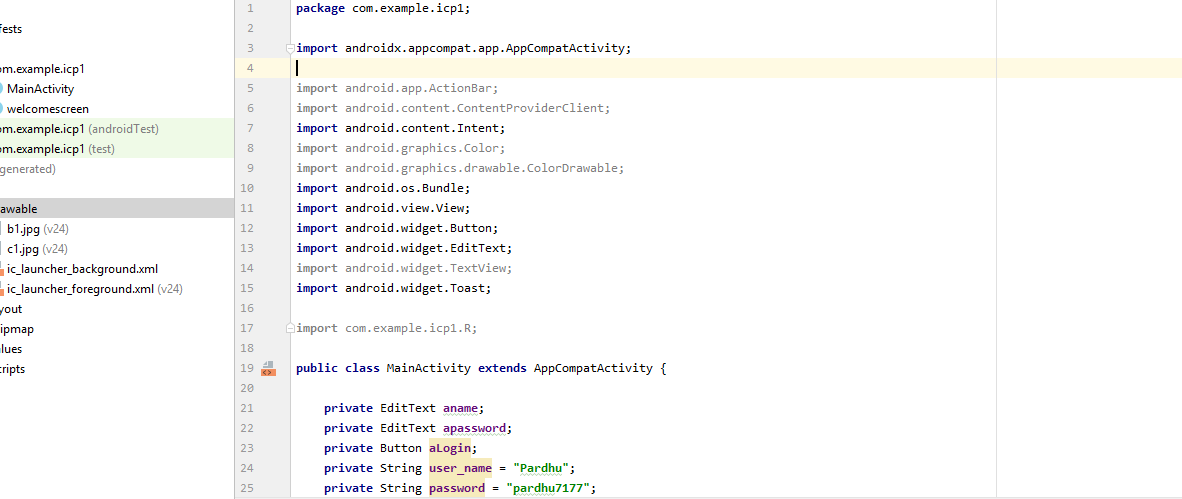 fests
om.example.icp1
MainActivity
welcomescreen
om.example.icp1 (androidTest)
om.example.icp1 (test)
generated)
awable
b1.jpg (v24)
c1.jpg (v24)
ic_launcher_background.xml
ic_launcher_foreground.xml (v24)
yout
ipmap
lues
cripts
1 package com.example.icp1;
2
3 import androidx.appcompat.app.AppCompatActivity;
4
5 import android.app.ActionBar;
6 import android.content.ContentProviderClient;
7 import android.content.Intent;
8 import android.graphics.Color;
9 import android.graphics.drawable.ColorDrawable;
10 import android.os.Bundle;
11 import android.view.View;
12 import android.widget.Button;
13 import android.widget.EditText;
14 import android.widget.TextView;
15 import android.widget.Toast;
16
17 import com.example.icp1.R;
18
19 public class MainActivity extends AppCompatActivity {
20
21 private EditText aname;
22 private EditText apassword;
23 private Button aLogin;
24 private String user_name = "Pardhu";
25 private String password = "pardhu7177";